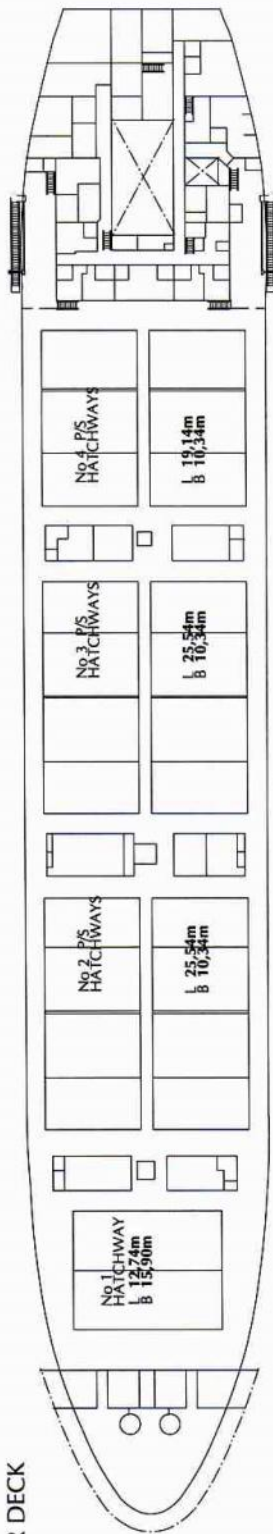 R DECK
No 4 P/S
HATCHWAYS
L 19,14m
B 10,34m
No 3 P/S
HATCHWAYS
L 25,54m
B 10,34m
No 2 P/S
HATCHWAYS
L 25,54m
B 10,34m
No 1
HATCHWAY
L 12,74m
B 15,90m